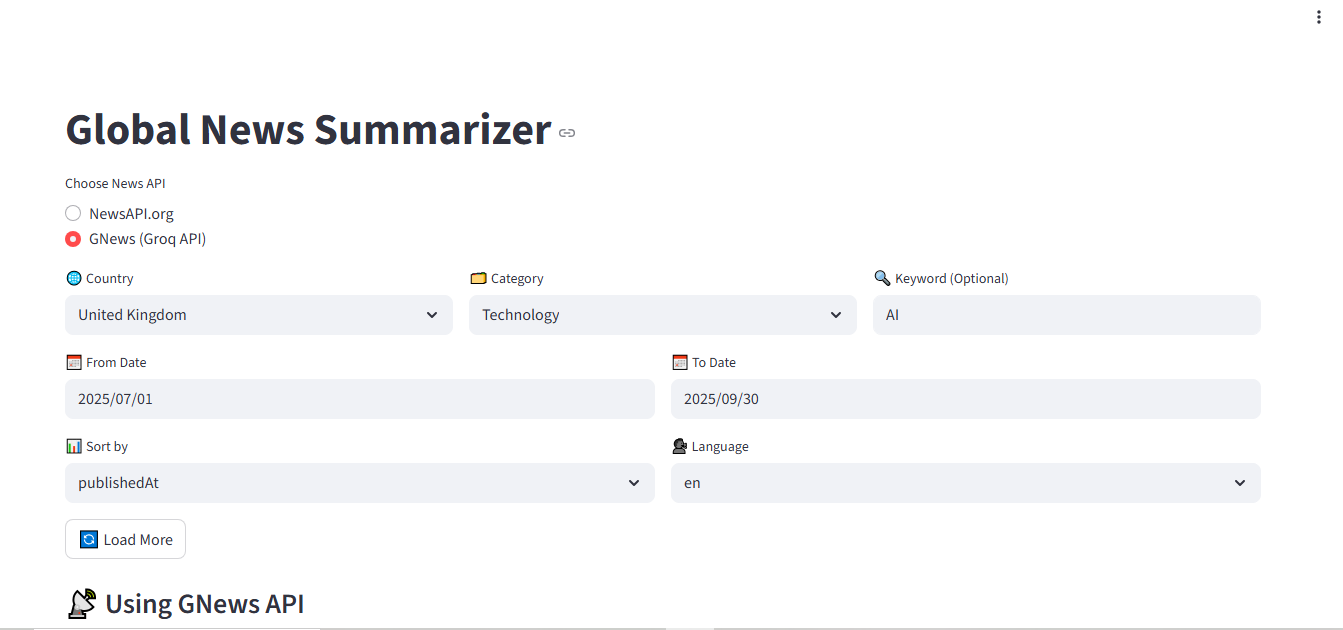 Global News Summarizer
Choose News API
NewsAPI.org
GNews (Groq API)
Country Category Keyword (Optional)
United Kingdom Technology AI
From Date To Date
2025/07/01 2025/09/30
Sort by Language
publishedAt en
Load More
Using GNews API